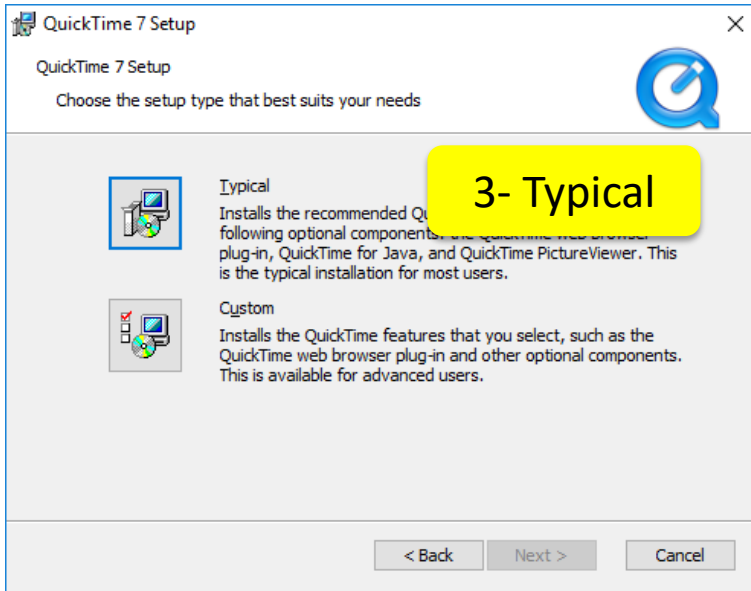 QuickTime 7 Setup
QuickTime 7 Setup
Choose the setup type that best suits your needs
3- Typical
Typical
Installs the recommended
following optional components
plug-in, QuickTime for Java, and QuickTime PictureViewer. This
is the typical installation for most users.
Custom
Installs the QuickTime features that you select, such as the
QuickTime web browser plug-in and other optional components.
This is available for advanced users.
< Back
Next >
Cancel